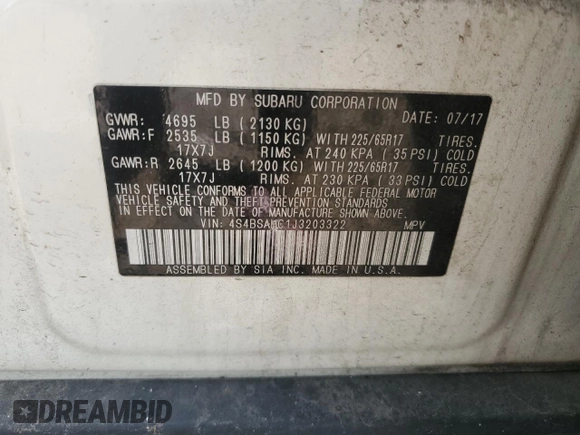 MFD BY SUBARU CORPORATION DATE: 07/17
GVWR: 4695 LB (2130 KG)
GAWR:F 2535 LB (1150 KG) WITH 225/65R17 TIRES.
17X7J RIMS. AT 240 KPA (35 PSI) COLD
GAWR:R 2645 LB (1200 KG) WITH 225/65R17 TIRES.
17X7J RIMS. AT 230 KPA (33 PSI) COLD
THIS VEHICLE CONFORMS TO ALL APPLICABLE FEDERAL MOTOR
VEHICLE SAFETY AND THEFT PREVENTION STANDARDS IN EFFECT
ON THE DATE OF MANUFACTURE SHOWN ABOVE.
VIN: 4S4BSAHC1J3203322 MPV
ASSEMBLED BY SIA INC. MADE IN U.S.A.
DREAMBID